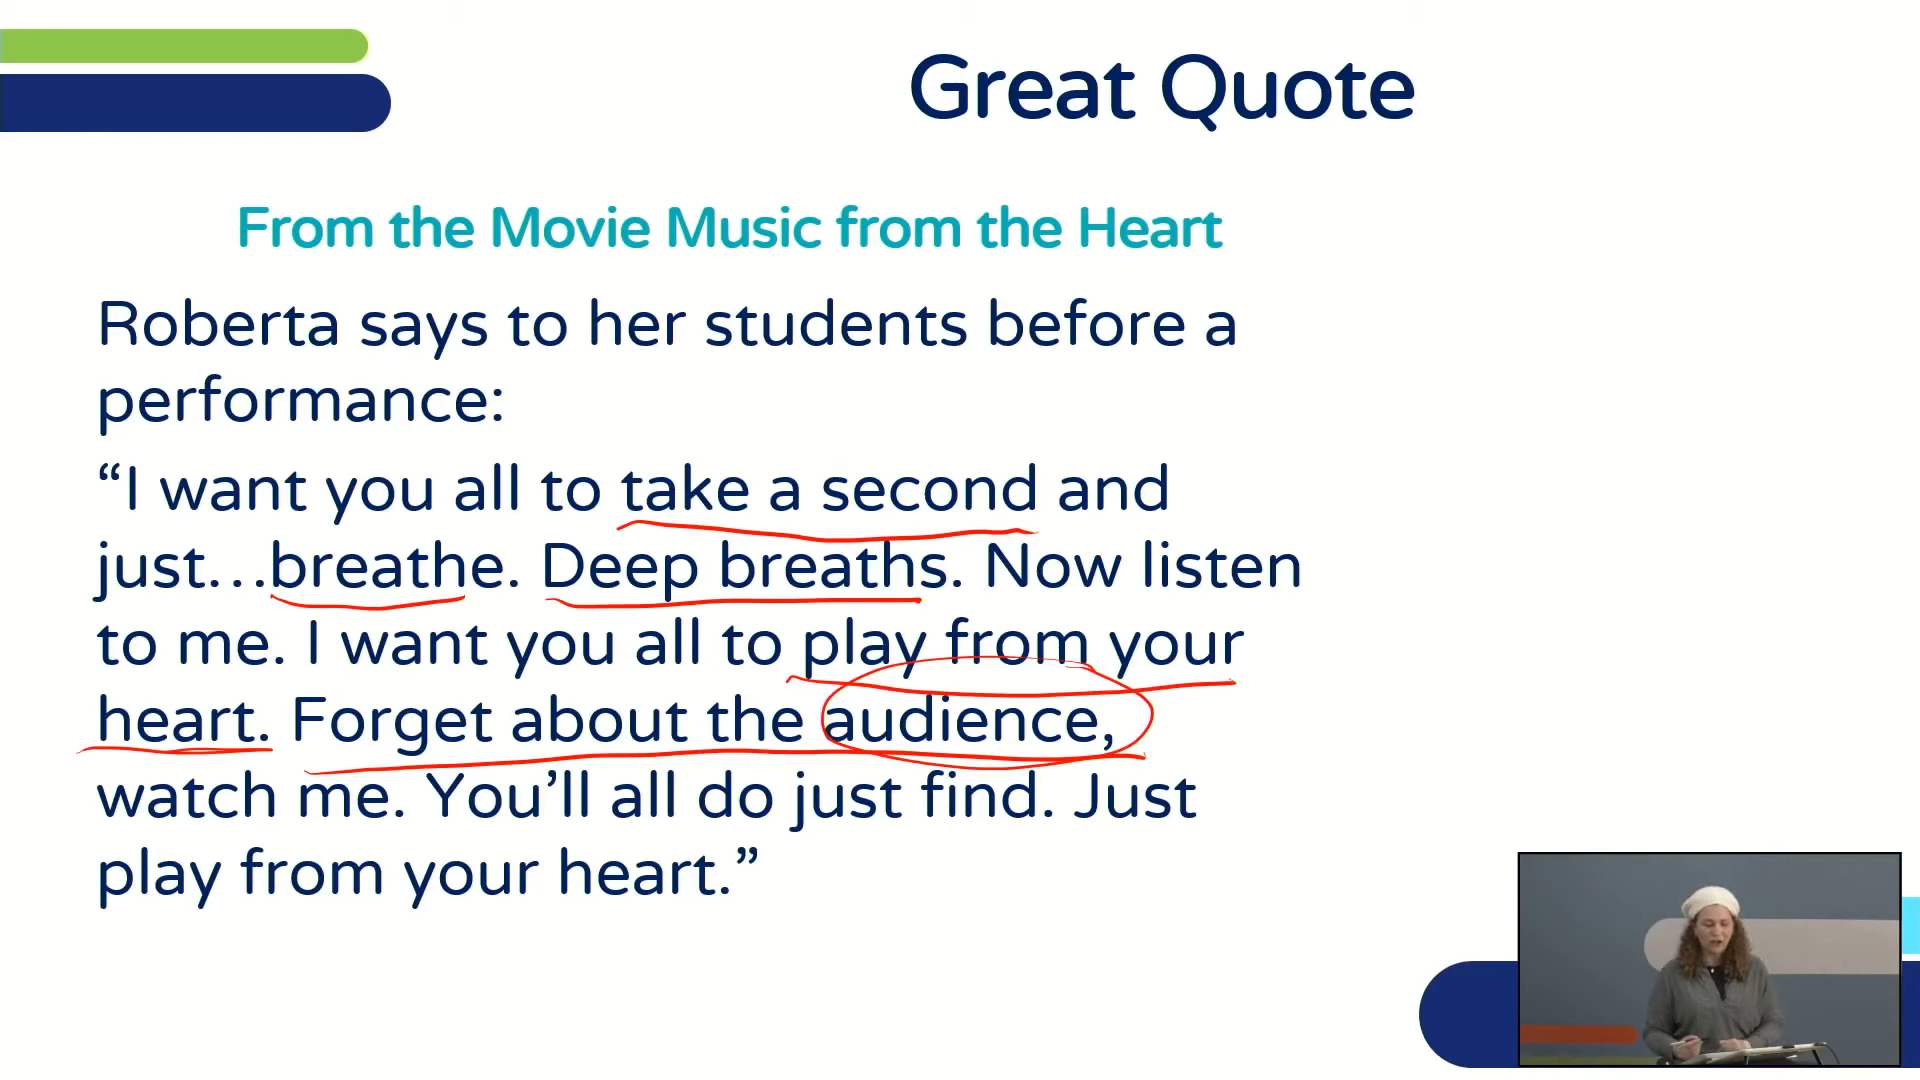 Great Quote
From the Movie Music from the Heart
Roberta says to her students before a
performance:
“I want you all to take a second and
just...breathe. Deep breaths. Now listen
to me. I want you all to play from your
heart. Forget about the audience,
watch me. You’ll all do just find. Just
play from your heart.”